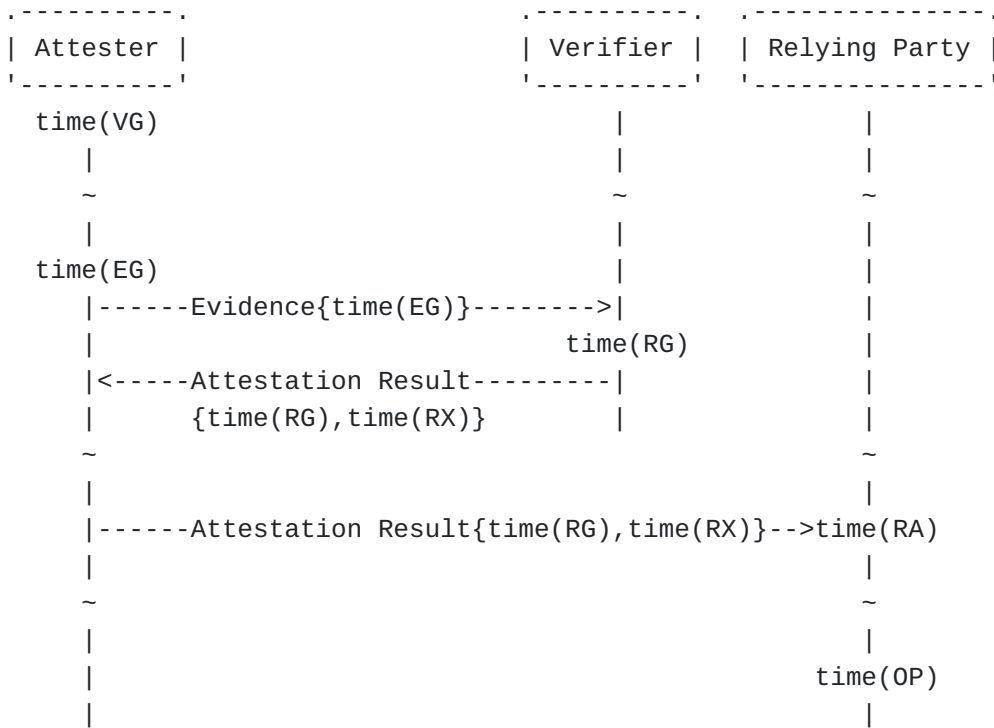 .----------.                      .----------.  .---------------.
| Attester |                      | Verifier |  | Relying Party |
'----------'                      '----------'  '---------------'
  time(VG)                              |               |
     |                                  |               |
     ~                                  ~               ~
     |                                  |               |
  time(EG)                              |               |
     |------Evidence{time(EG)}-------->|               |
     |                              time(RG)           |
     |<-----Attestation Result---------|               |
     |      {time(RG),time(RX)}        |               |
     ~                                                 ~
     |                                                 |
     |------Attestation Result{time(RG),time(RX)}-->time(RA)
     |                                                 |
     ~                                                 ~
     |                                                 |
     |                                              time(OP)
     |                                                 |